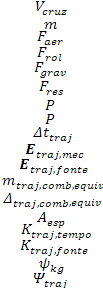 V_cruz
m
F_aer
F_rol
F_grav
F_res
P
P
Δt_traj
E_traj,mec
E_traj,fonte
m_traj,comb,equiv
Δ_traj,comb,equiv
A_esp
K_traj,tempo
K_traj,fonte
ψ_kg
Ψ_traj